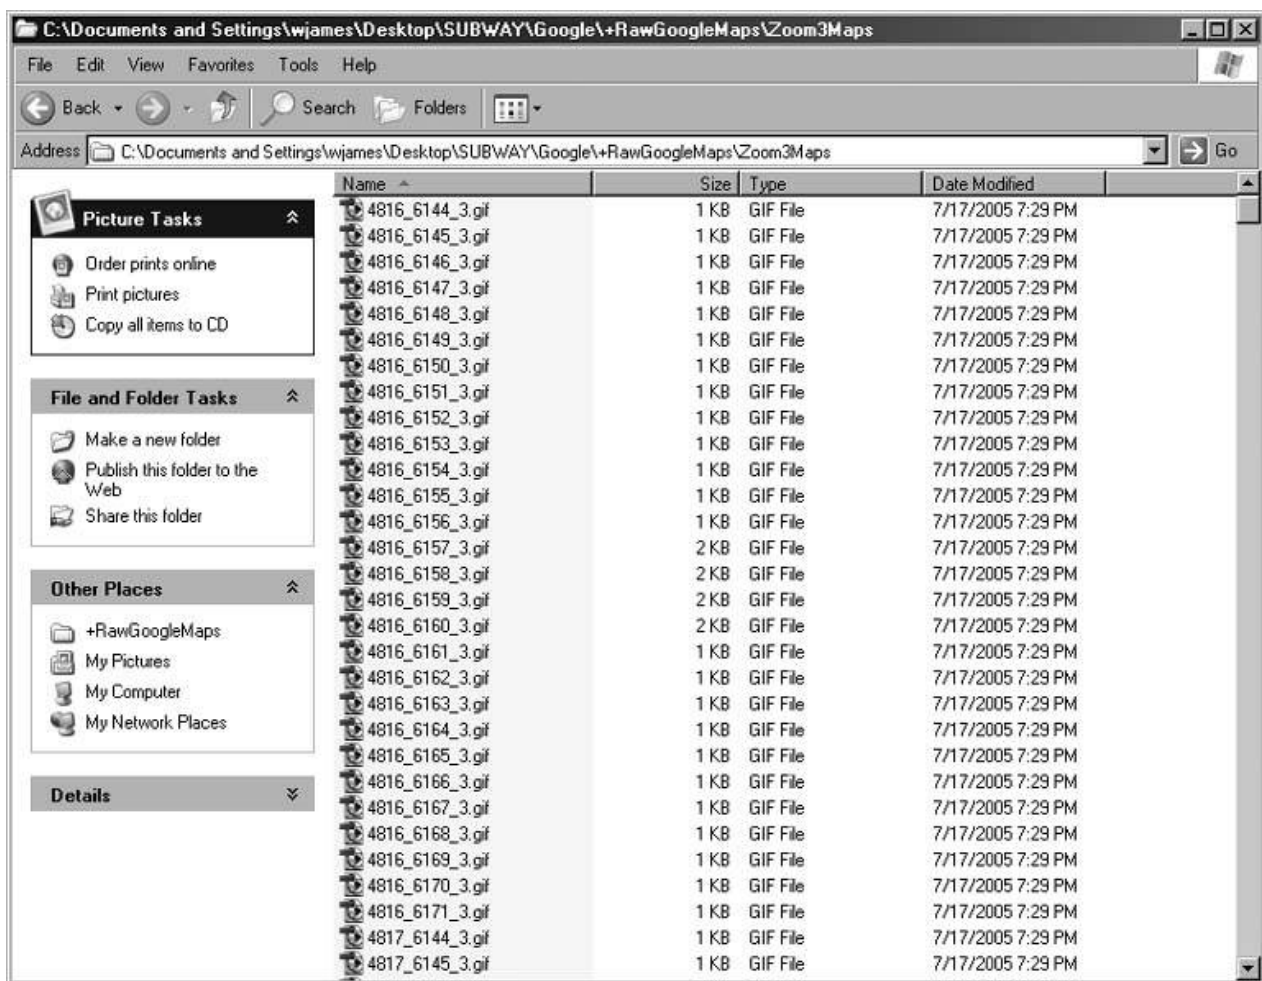 C:\Documents and Settings\wjames\Desktop\SUBWAY\Google\+RawGoogleMaps\Zoom3Maps
File Edit View Favorites Tools Help
Back Search Folders
Address C:\Documents and Settings\wjames\Desktop\SUBWAY\Google\+RawGoogleMaps\Zoom3Maps Go
Picture Tasks
Order prints online
Print pictures
Copy all items to CD
File and Folder Tasks
Make a new folder
Publish this folder to the
Web
Share this folder
Other Places
+RawGoogleMaps
My Pictures
My Computer
My Network Places
Details
Name Size Type Date Modified
4816_6144_3.gif 1 KB GIF File 7/17/2005 7:29 PM
4816_6145_3.gif 1 KB GIF File 7/17/2005 7:29 PM
4816_6146_3.gif 1 KB GIF File 7/17/2005 7:29 PM
4816_6147_3.gif 1 KB GIF File 7/17/2005 7:29 PM
4816_6148_3.gif 1 KB GIF File 7/17/2005 7:29 PM
4816_6149_3.gif 1 KB GIF File 7/17/2005 7:29 PM
4816_6150_3.gif 1 KB GIF File 7/17/2005 7:29 PM
4816_6151_3.gif 1 KB GIF File 7/17/2005 7:29 PM
4816_6152_3.gif 1 KB GIF File 7/17/2005 7:29 PM
4816_6153_3.gif 1 KB GIF File 7/17/2005 7:29 PM
4816_6154_3.gif 1 KB GIF File 7/17/2005 7:29 PM
4816_6155_3.gif 1 KB GIF File 7/17/2005 7:29 PM
4816_6156_3.gif 1 KB GIF File 7/17/2005 7:29 PM
4816_6157_3.gif 2 KB GIF File 7/17/2005 7:29 PM
4816_6158_3.gif 2 KB GIF File 7/17/2005 7:29 PM
4816_6159_3.gif 2 KB GIF File 7/17/2005 7:29 PM
4816_6160_3.gif 2 KB GIF File 7/17/2005 7:29 PM
4816_6161_3.gif 1 KB GIF File 7/17/2005 7:29 PM
4816_6162_3.gif 1 KB GIF File 7/17/2005 7:29 PM
4816_6163_3.gif 1 KB GIF File 7/17/2005 7:29 PM
4816_6164_3.gif 1 KB GIF File 7/17/2005 7:29 PM
4816_6165_3.gif 1 KB GIF File 7/17/2005 7:29 PM
4816_6166_3.gif 1 KB GIF File 7/17/2005 7:29 PM
4816_6167_3.gif 1 KB GIF File 7/17/2005 7:29 PM
4816_6168_3.gif 1 KB GIF File 7/17/2005 7:29 PM
4816_6169_3.gif 1 KB GIF File 7/17/2005 7:29 PM
4816_6170_3.gif 1 KB GIF File 7/17/2005 7:29 PM
4816_6171_3.gif 1 KB GIF File 7/17/2005 7:29 PM
4817_6144_3.gif 1 KB GIF File 7/17/2005 7:29 PM
4817_6145_3.gif 1 KB GIF File 7/17/2005 7:29 PM